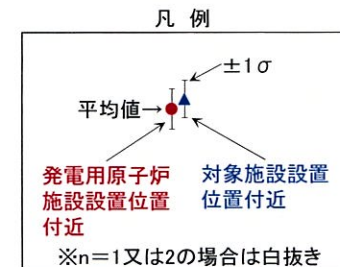 凡 例
±1σ
平均値→
発電用原子炉
施設設置位置
付近
対象施設設置
位置付近
※n=1又は2の場合は白抜き